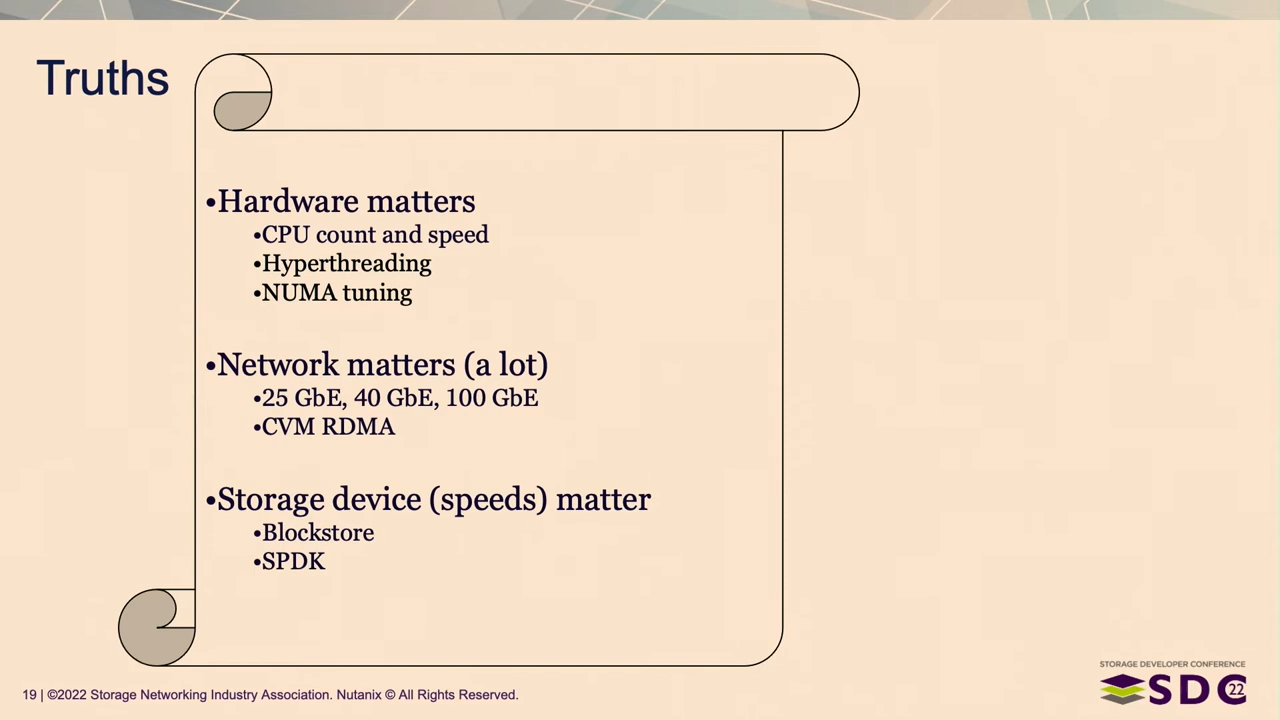 Truths
•Hardware matters
•CPU count and speed
•Hyperthreading
•NUMA tuning
•Network matters (a lot)
•25 GbE, 40 GbE, 100 GbE
•CVM RDMA
•Storage device (speeds) matter
•Blockstore
•SPDK
19 | ©2022 Storage Networking Industry Association. Nutanix © All Rights Reserved.
STORAGE DEVELOPER CONFERENCE
SDC 22